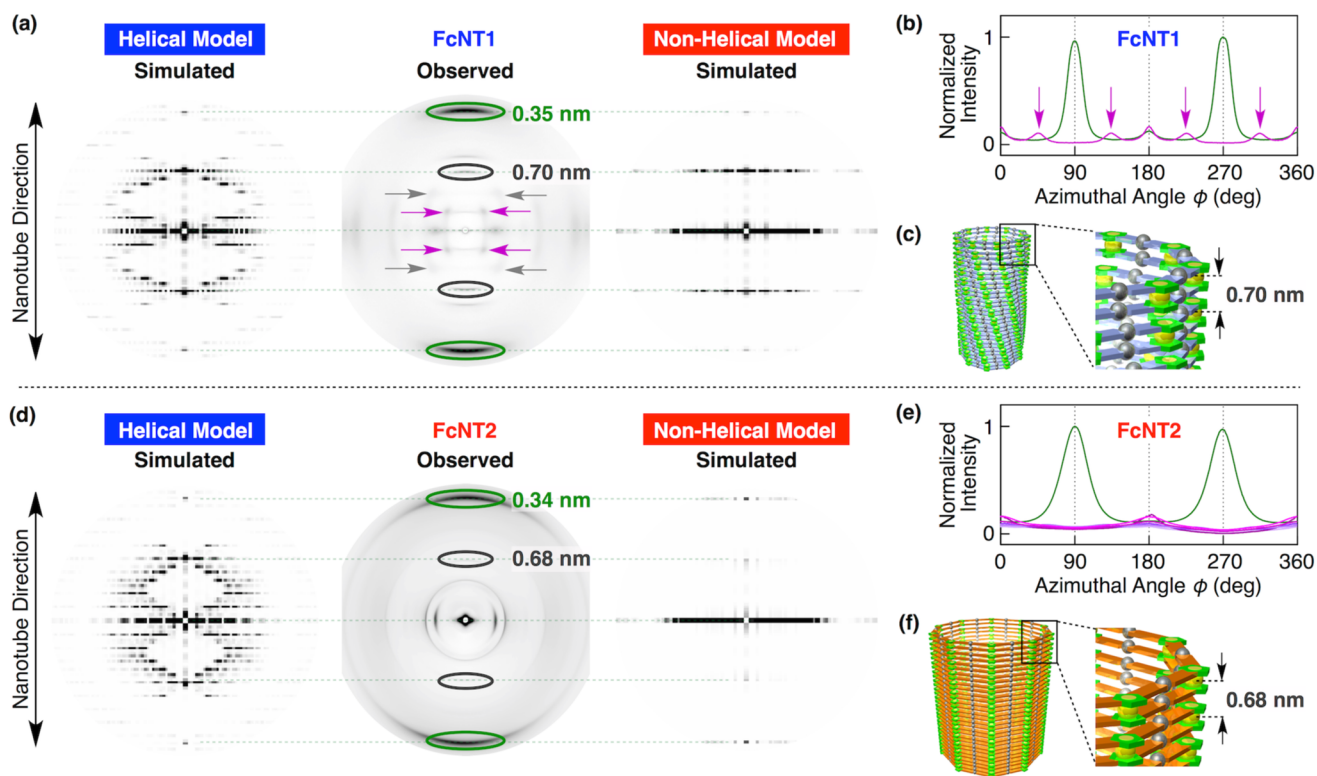 (a)
Helical Model
Simulated
FcNT1
Observed
Non-Helical Model
Simulated
Nanotube Direction
0.35 nm
0.70 nm
(b)
FcNT1
Normalized
Intensity
1
0
0 90 180 270 360
Azimuthal Angle ϕ (deg)
(c)
0.70 nm
(d)
Helical Model
Simulated
FcNT2
Observed
Non-Helical Model
Simulated
Nanotube Direction
0.34 nm
0.68 nm
(e)
FcNT2
Normalized
Intensity
1
0
0 90 180 270 360
Azimuthal Angle ϕ (deg)
(f)
0.68 nm